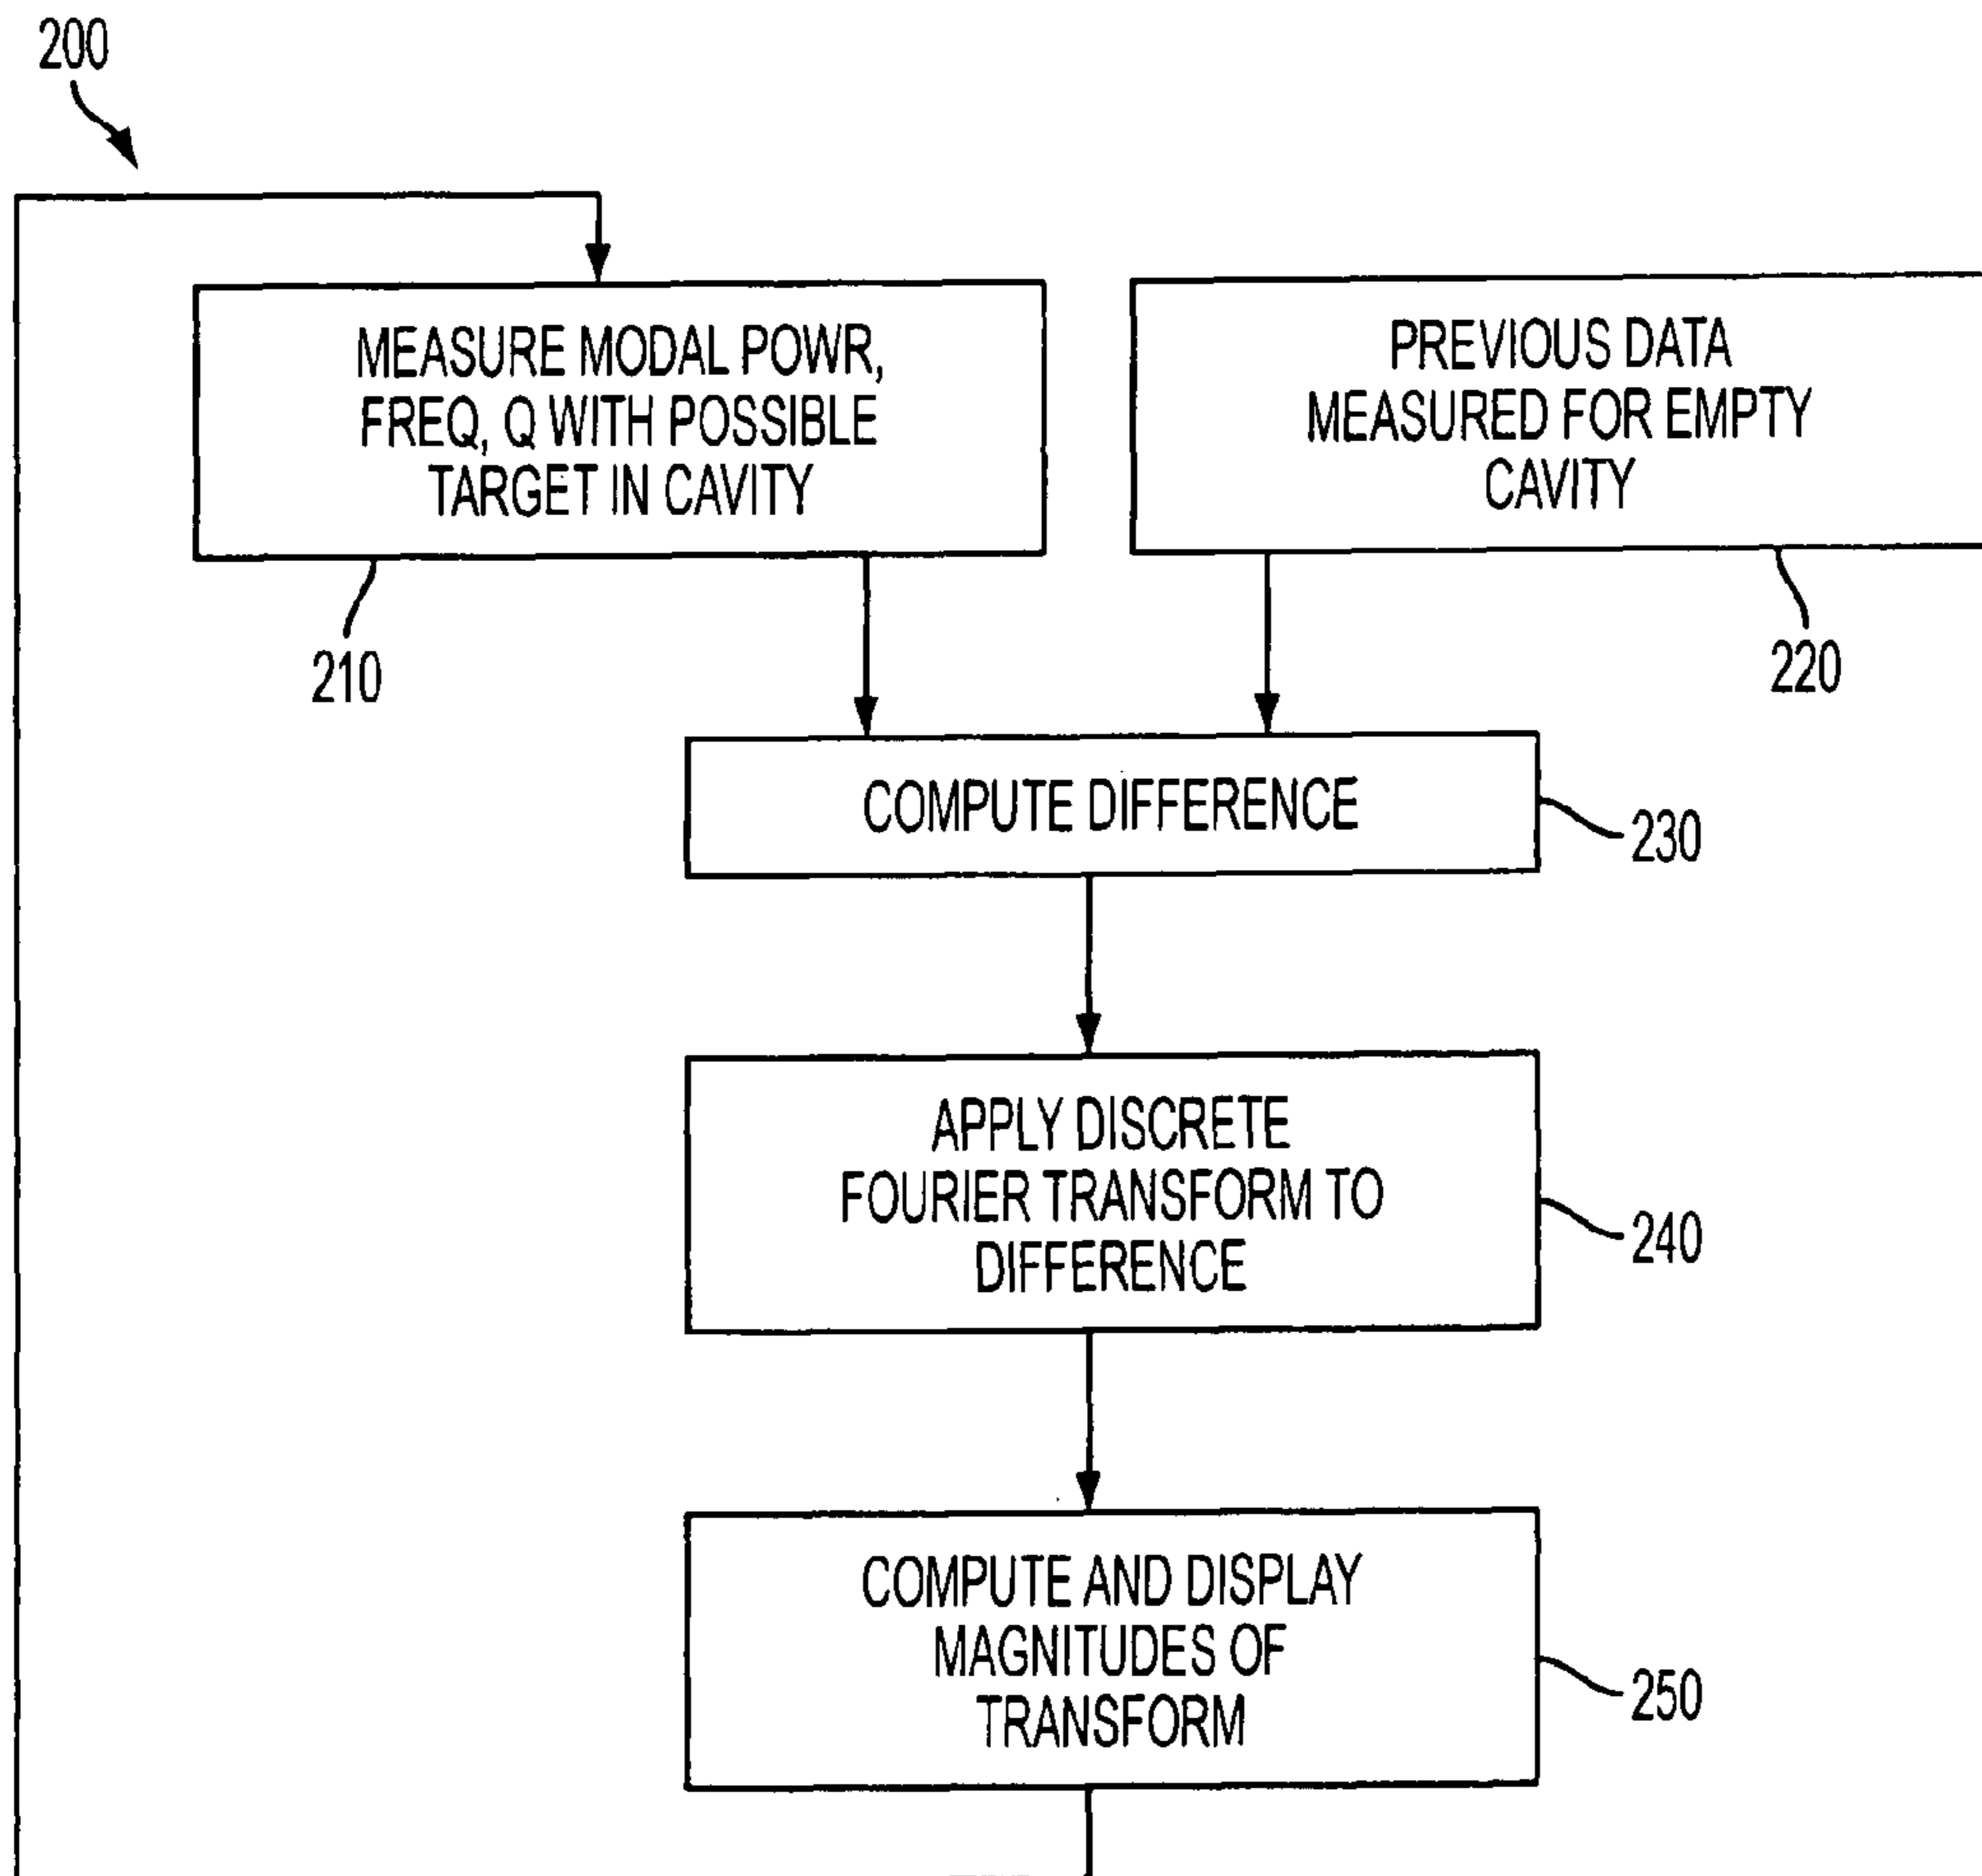 200
MEASURE MODAL POWR,
FREQ, Q WITH POSSIBLE
TARGET IN CAVITY
210
PREVIOUS DATA
MEASURED FOR EMPTY
CAVITY
220
COMPUTE DIFFERENCE
230
APPLY DISCRETE
FOURIER TRANSFORM TO
DIFFERENCE
240
COMPUTE AND DISPLAY
MAGNITUDES OF
TRANSFORM
250